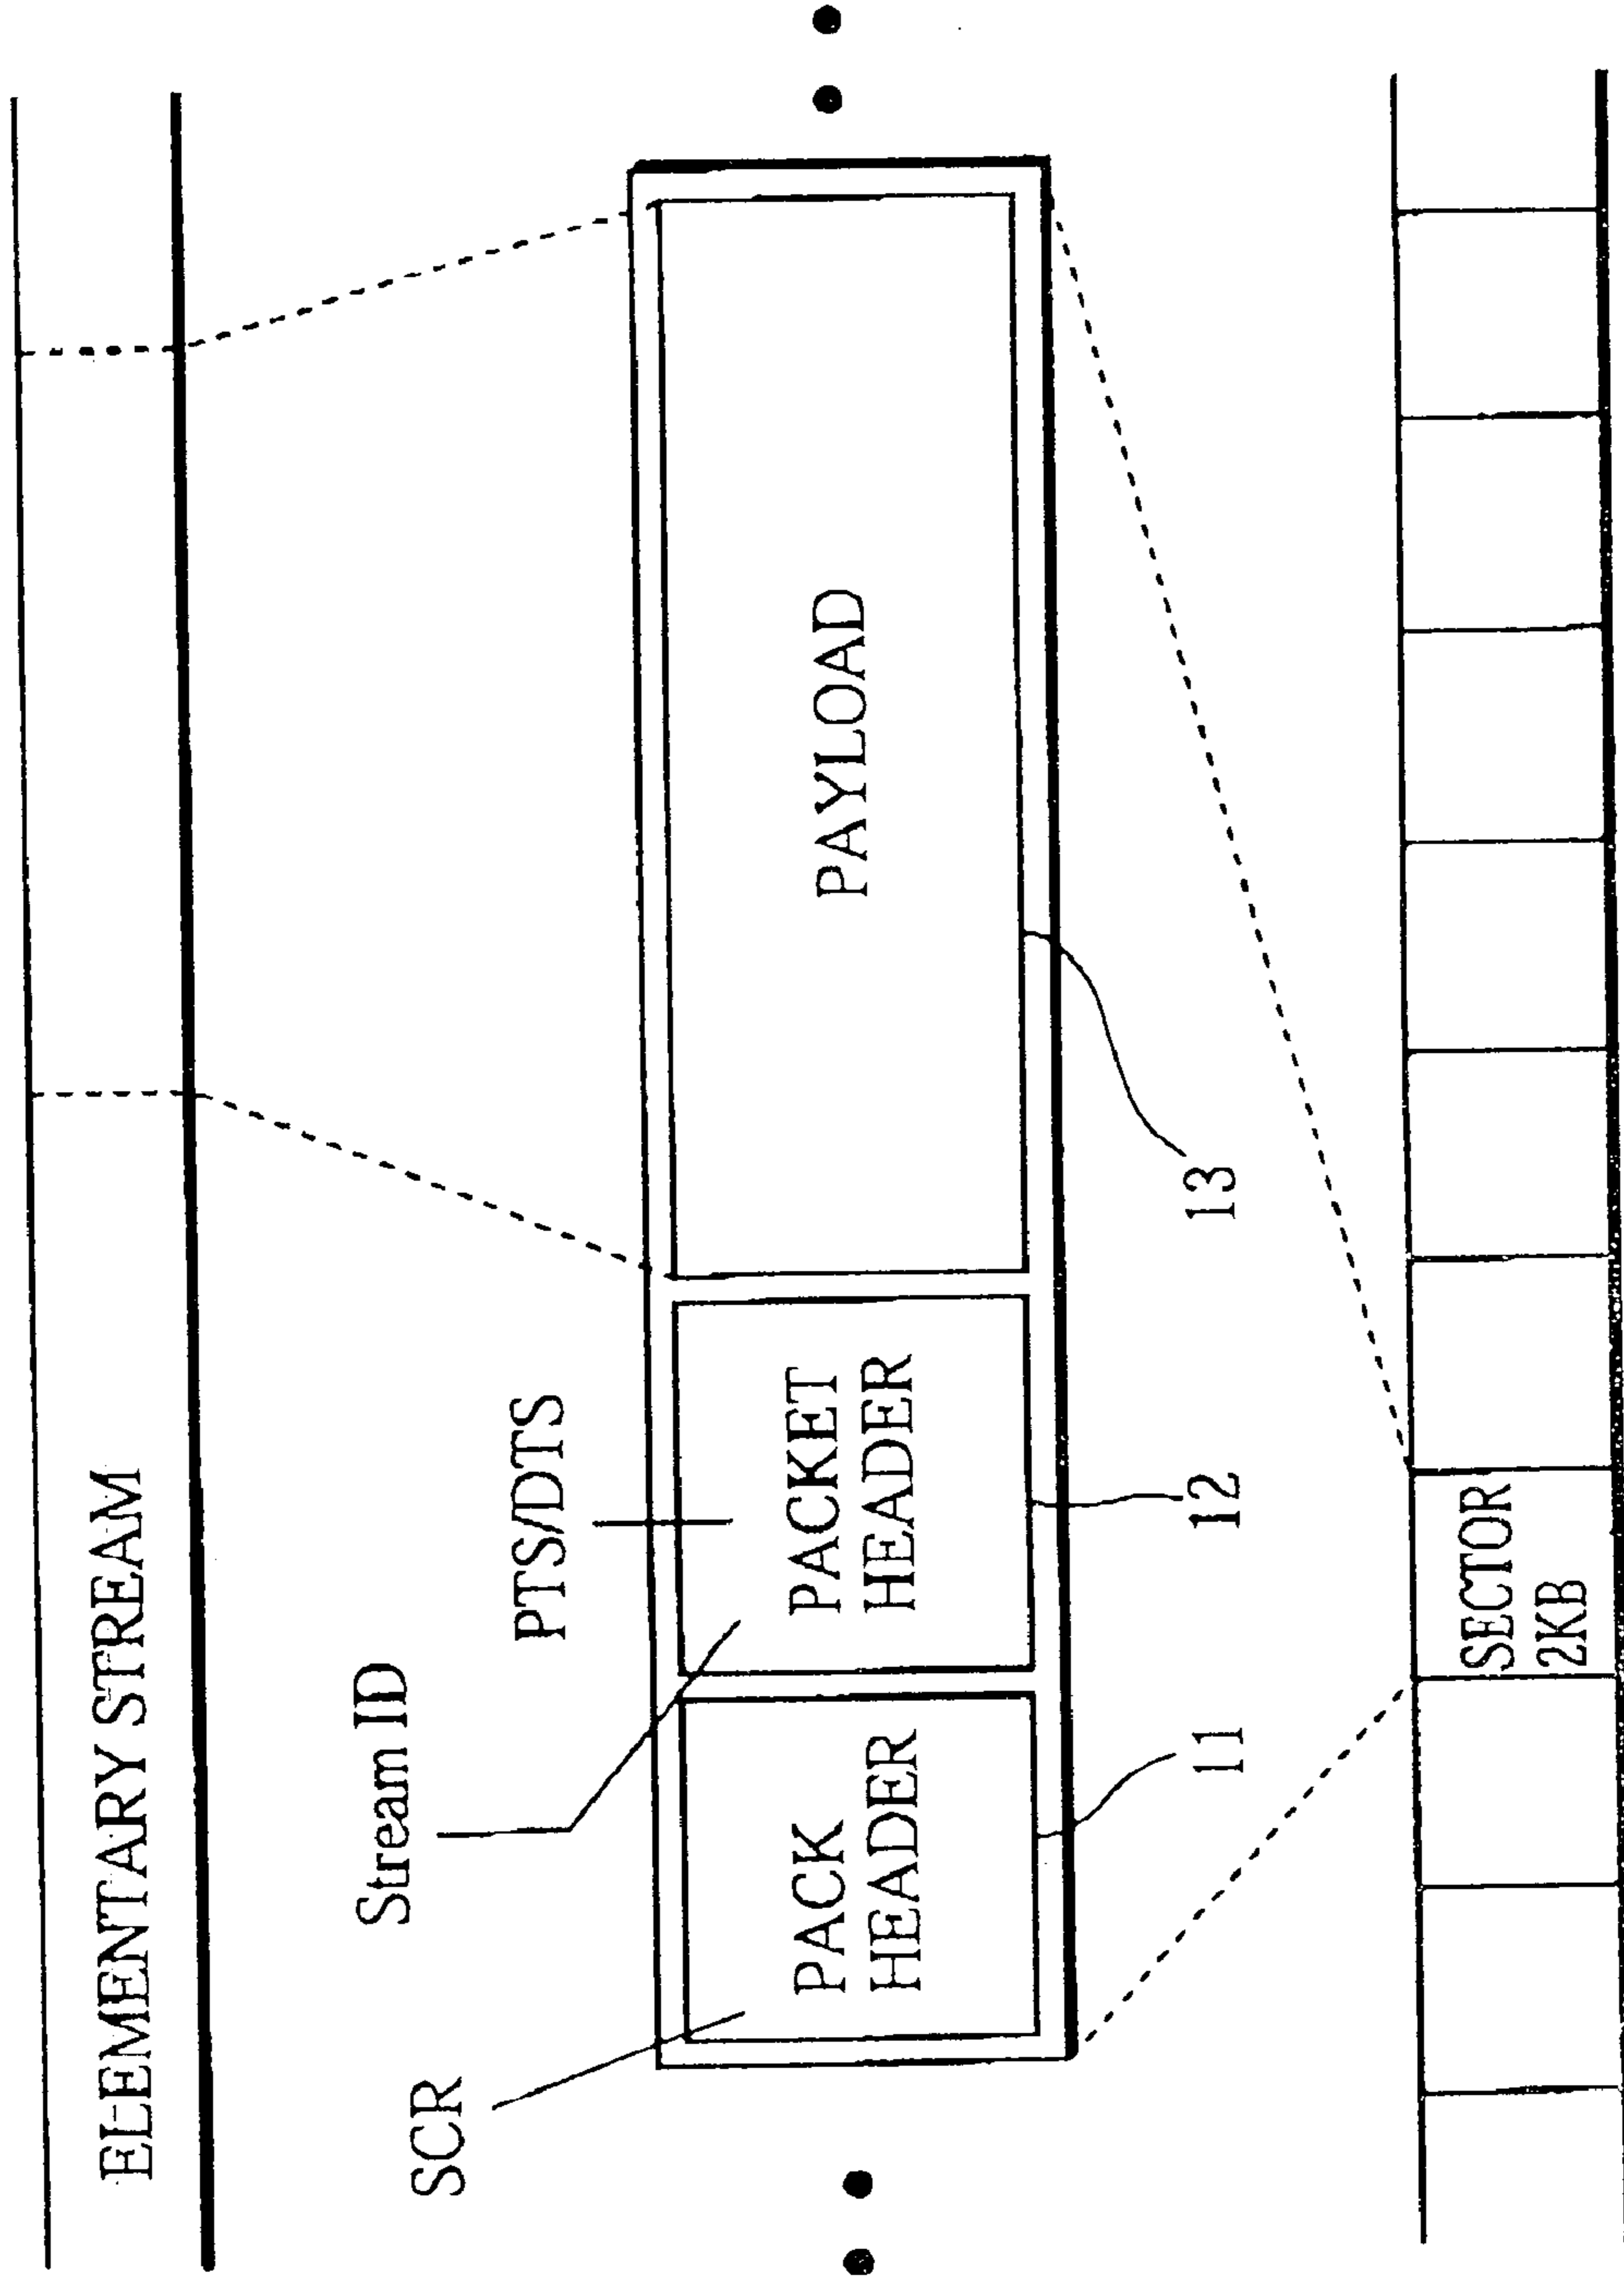 ELEMENTARY STREAM
Stream ID
SCR
PTS/DTS
PACK
HEADER
PACKET
HEADER
PAYLOAD
11
12
13
SECTOR
2KB